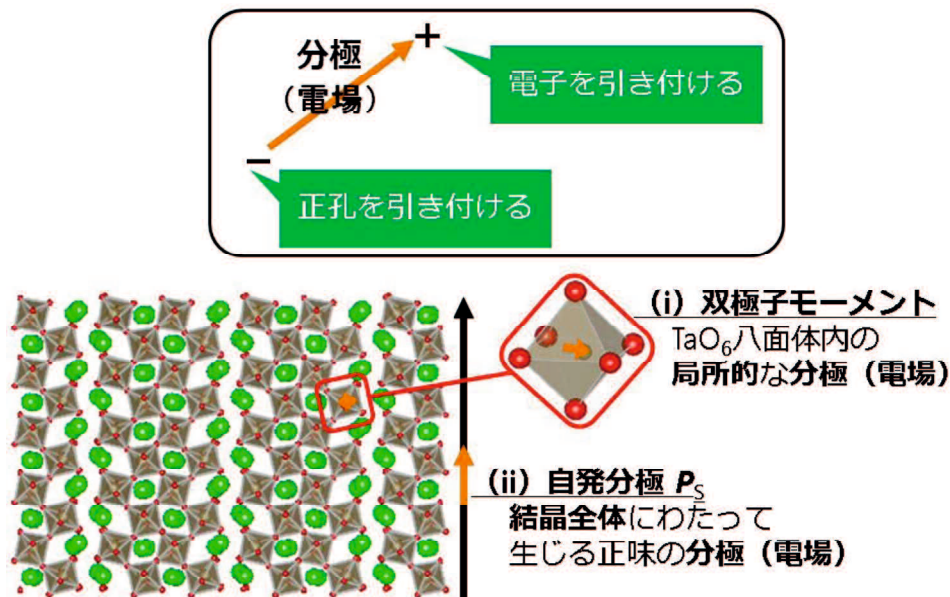 分極
（電場）
+
電子を引き付ける
−
正孔を引き付ける
（i）双極子モーメント
TaO6八面体内の
局所的な分極（電場）
（ii）自発分極 PS
結晶全体にわたって
生じる正味の分極（電場）